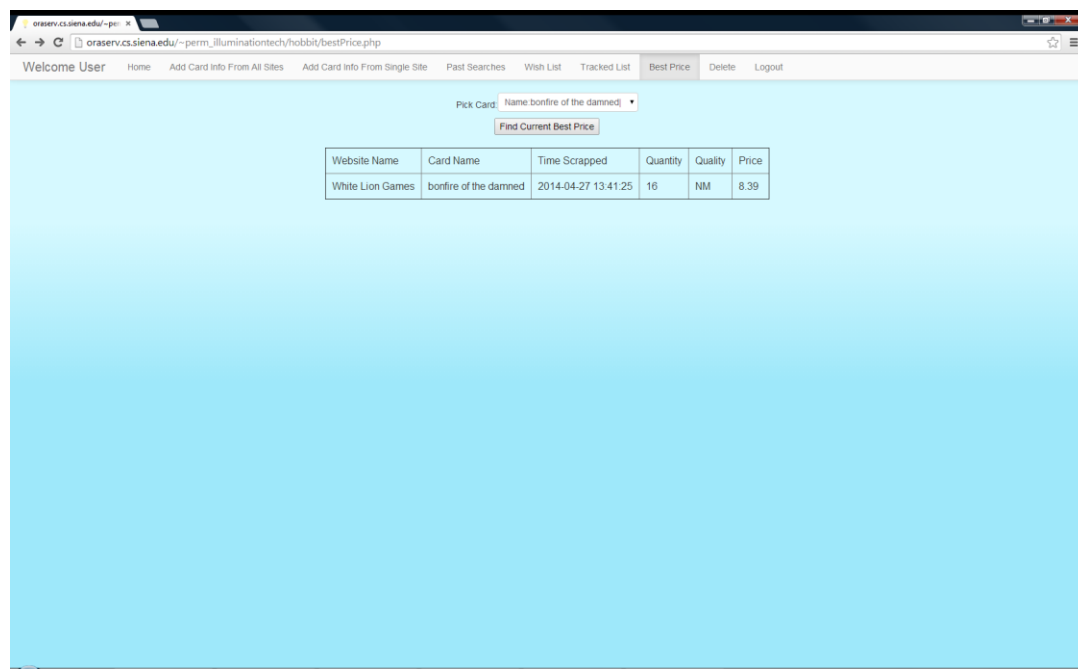 oraserv.cs.siena.edu/~per
oraserv.cs.siena.edu/~perm_illuminationtech/hobbit/bestPrice.php
Welcome User Home Add Card Info From All Sites Add Card Info From Single Site Past Searches Wish List Tracked List Best Price Delete Logout
Pick Card: Name:bonfire of the damned|
Find Current Best Price
Website Name Card Name Time Scrapped Quantity Quality Price
White Lion Games bonfire of the damned 2014-04-27 13:41:25 16 NM 8.39